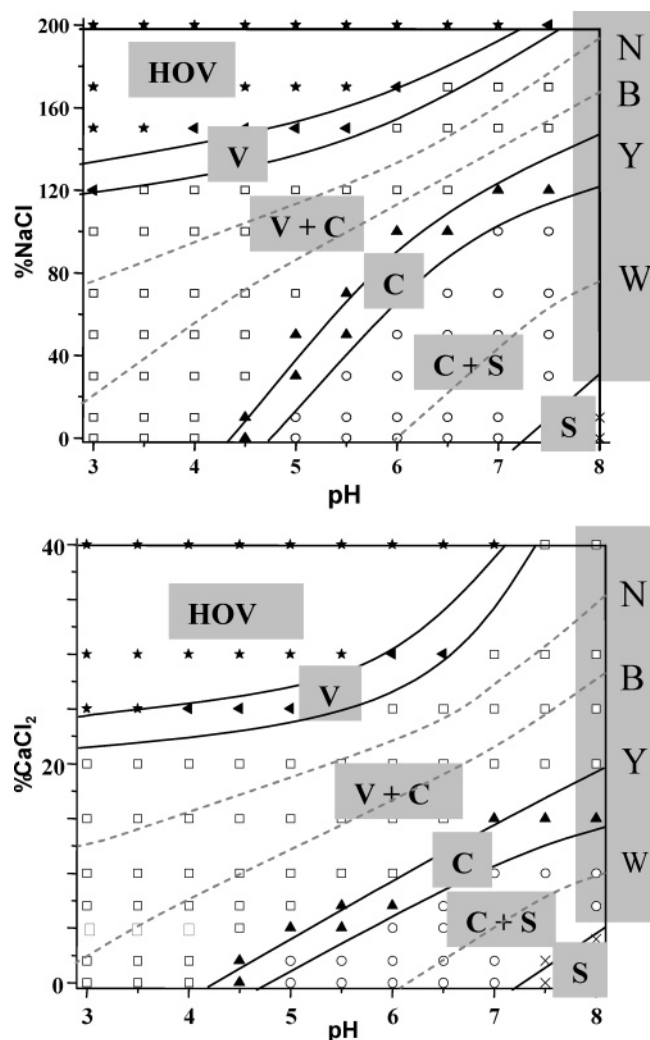 200
160
120
80
40
0
%NaCl
HOV
V
V + C
C
C + S
S
N
B
Y
W
3 4 5 6 7 8
pH
40
20
0
%CaCl₂
HOV
V
V + C
C
C + S
S
N
B
Y
W
3 4 5 6 7 8
pH